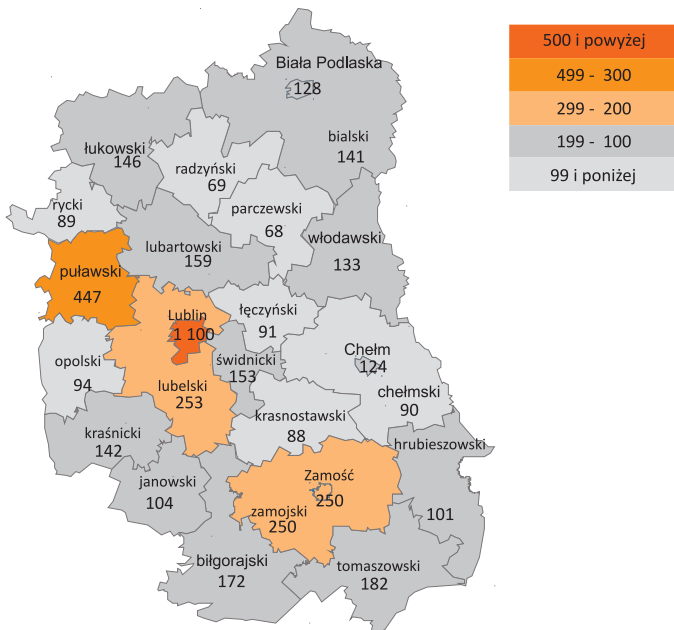 500 i powyżej
499 - 300
299 - 200
199 - 100
99 i poniżej
Biała Podlaska
128
bialski
141
łukowski
146
radzyński
69
parczewski
68
rycki
89
włodawski
133
lubartowski
159
puławski
447
Lublin
1 100
łęczyński
91
świdnicki
153
Chełm
124
chełmski
90
opolski
94
lubelski
253
krasnostawski
88
kraśnicki
142
hrubieszowski
101
janowski
104
Zamość
250
zamojski
250
biłgorajski
172
tomaszowski
182